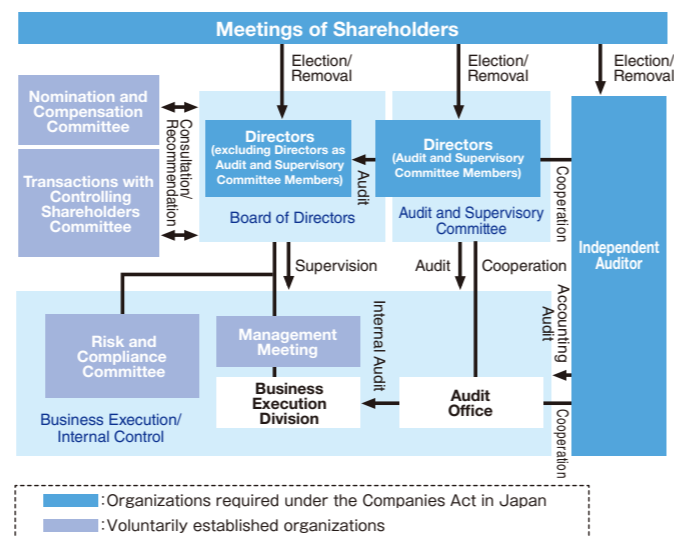 Meetings of Shareholders
Election/
Removal
Election/
Removal
Election/
Removal
Nomination and
Compensation
Committee
Transactions with
Controlling
Shareholders
Committee
Consultation/
Recommendation
Directors
(excluding Directors as
Audit and Supervisory
Committee Members)
Board of Directors
Audit
Directors
(Audit and Supervisory
Committee Members)
Audit and Supervisory
Committee
Cooperation
Independent
Auditor
Supervision
Audit
Cooperation
Accounting
Audit
Risk and
Compliance
Committee
Management
Meeting
Internal Audit
Business
Execution
Division
Audit
Office
Cooperation
Business Execution/
Internal Control
:Organizations required under the Companies Act in Japan
:Voluntarily established organizations